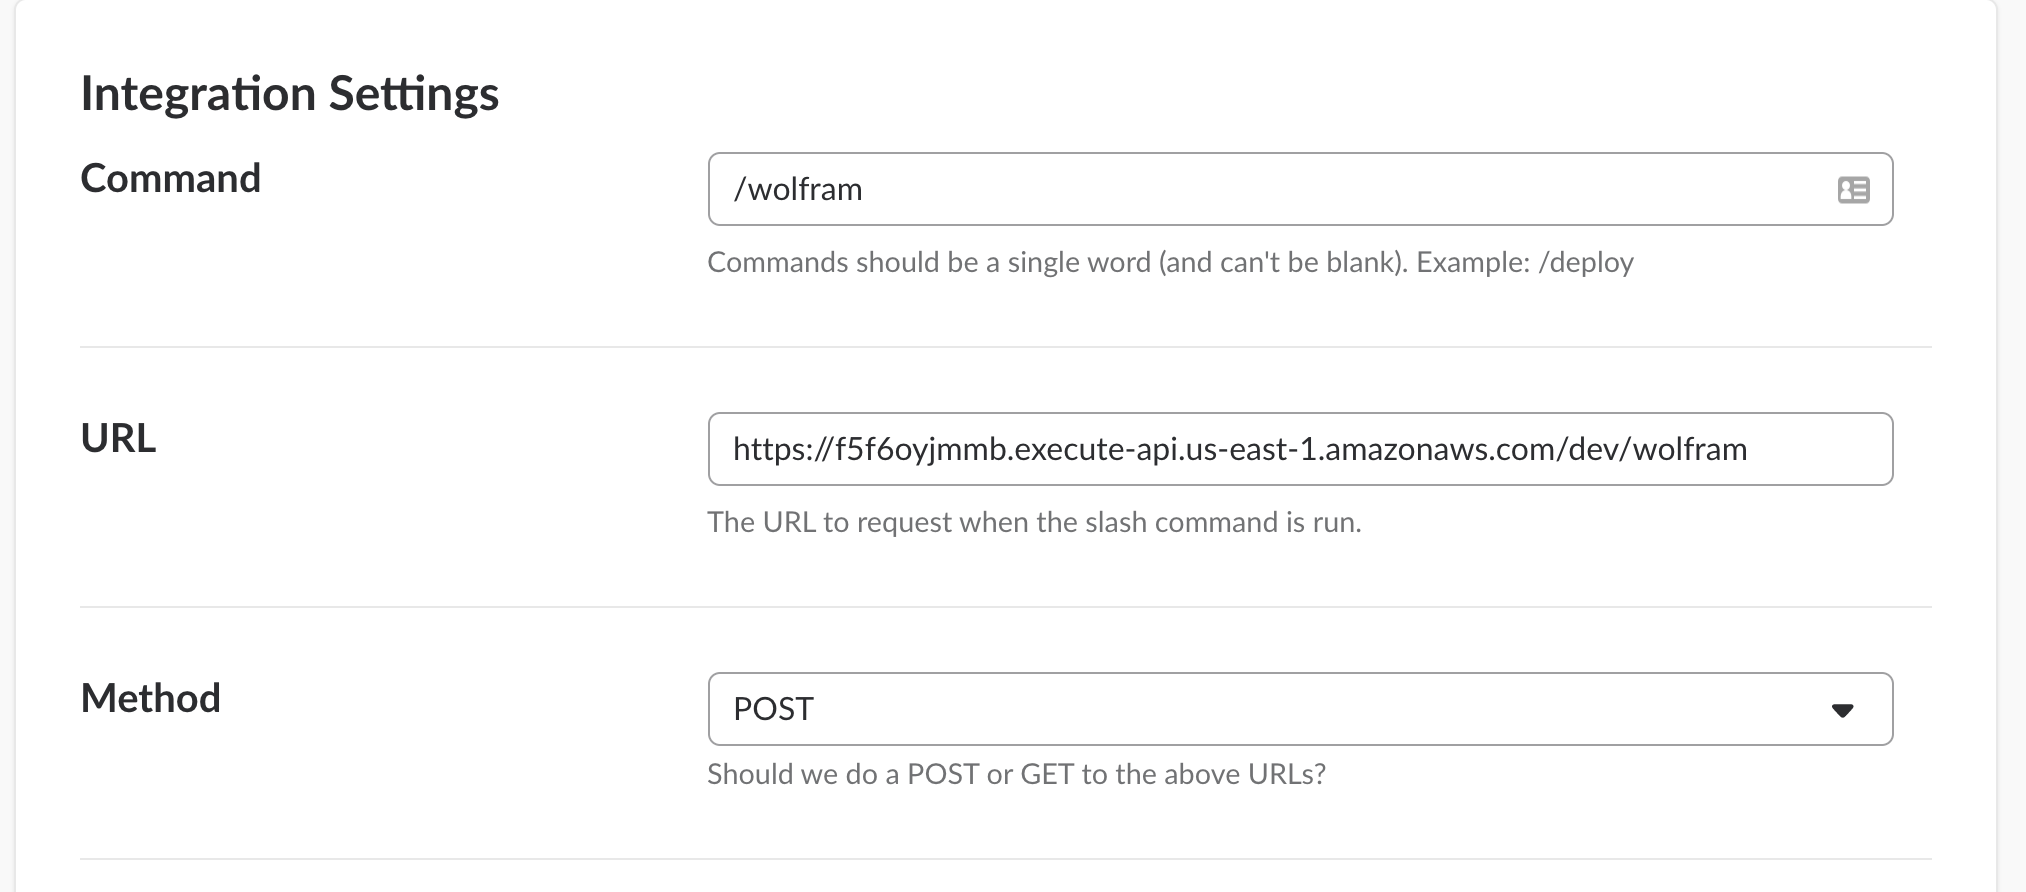 Integration Settings
Command
/wolfram
Commands should be a single word (and can't be blank). Example: /deploy
URL
https://f5f6oyjmmb.execute-api.us-east-1.amazonaws.com/dev/wolfram
The URL to request when the slash command is run.
Method
POST
Should we do a POST or GET to the above URLs?